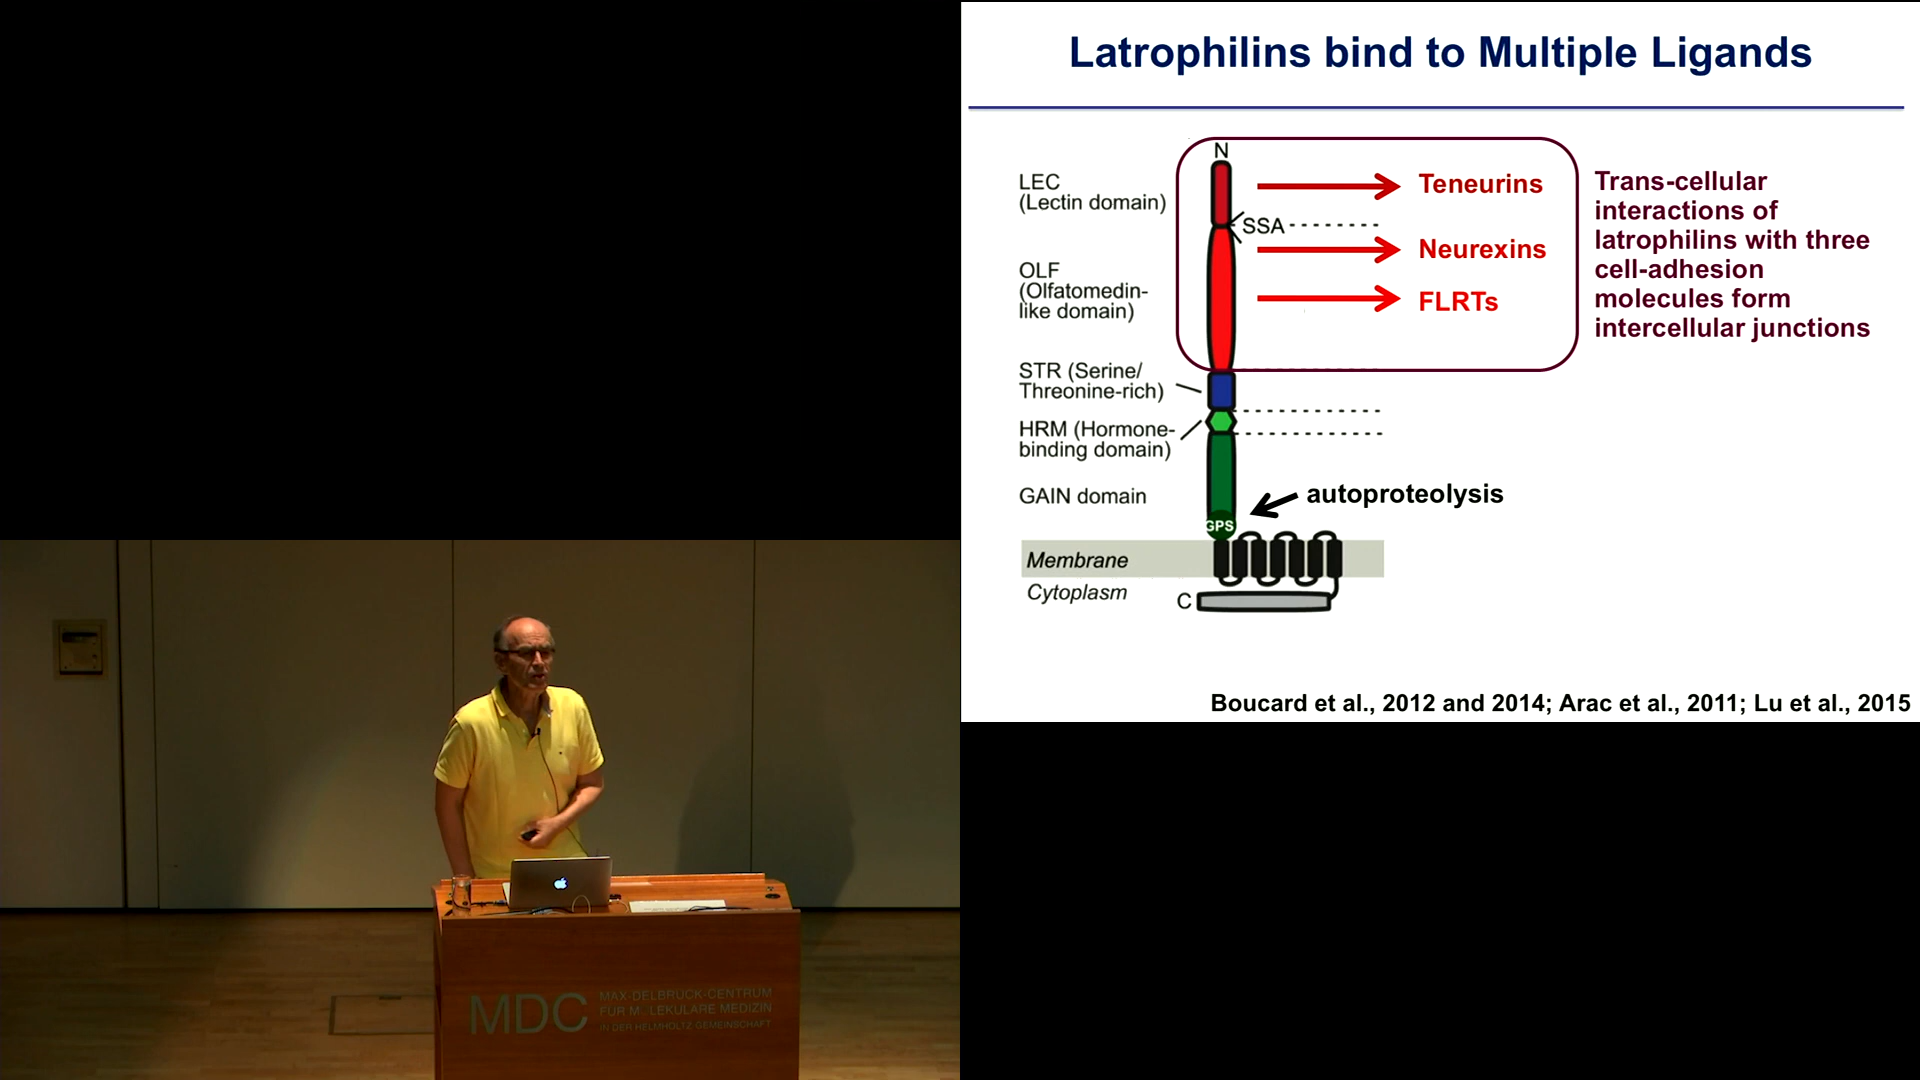 Latrophilins bind to Multiple Ligands
N
LEC
(Lectin domain)
Teneurins
SSA
Neurexins
OLF
(Olfatomedin-
like domain)
FLRTs
Trans-cellular
interactions of
latrophilins with three
cell-adhesion
molecules form
intercellular junctions
STR (Serine/
Threonine-rich)
HRM (Hormone-
binding domain)
GAIN domain
autoproteolysis
GPS
Membrane
Cytoplasm
C
Boucard et al., 2012 and 2014; Arac et al., 2011; Lu et al., 2015
MDC
MAX-DELBRÜCK-CENTRUM
FÜR M LEKULARE MEDIZIN
IN DER HELMHOLTZ-GEMEINSCHAFT